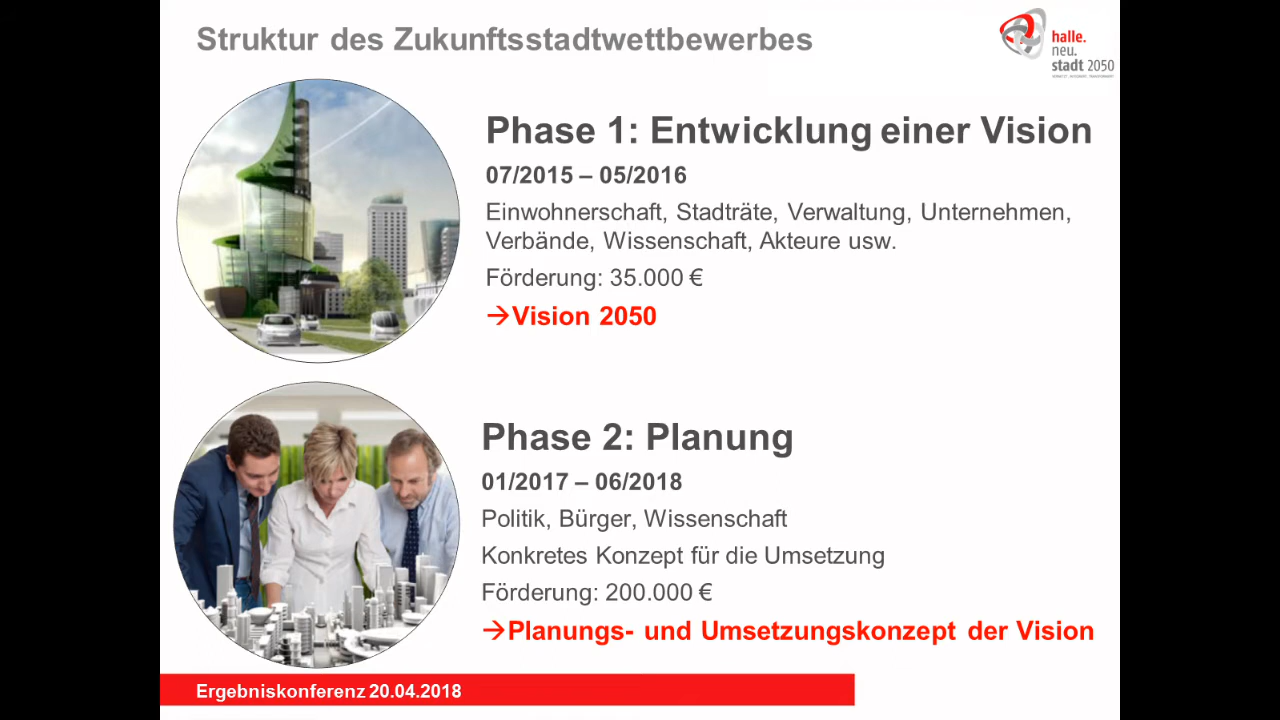 Struktur des Zukunftsstadtwettbewerbes
halle.
neu.
stadt 2050
Phase 1: Entwicklung einer Vision
07/2015 – 05/2016
Einwohnerschaft, Stadträte, Verwaltung, Unternehmen,
Verbände, Wissenschaft, Akteure usw.
Förderung: 35.000 €
→Vision 2050
Phase 2: Planung
01/2017 – 06/2018
Politik, Bürger, Wissenschaft
Konkretes Konzept für die Umsetzung
Förderung: 200.000 €
→Planungs- und Umsetzungskonzept der Vision
Ergebniskonferenz 20.04.2018